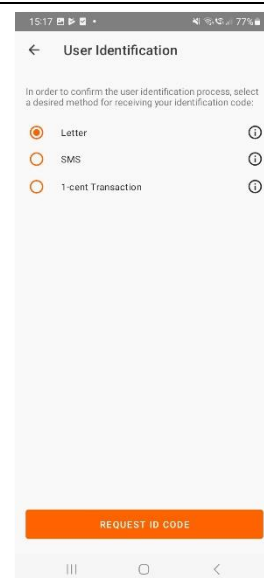 15:17 77%
User Identification
In order to confirm the user identification process, select
a desired method for receiving your identification code:
Letter
SMS
1-cent Transaction
REQUEST ID CODE